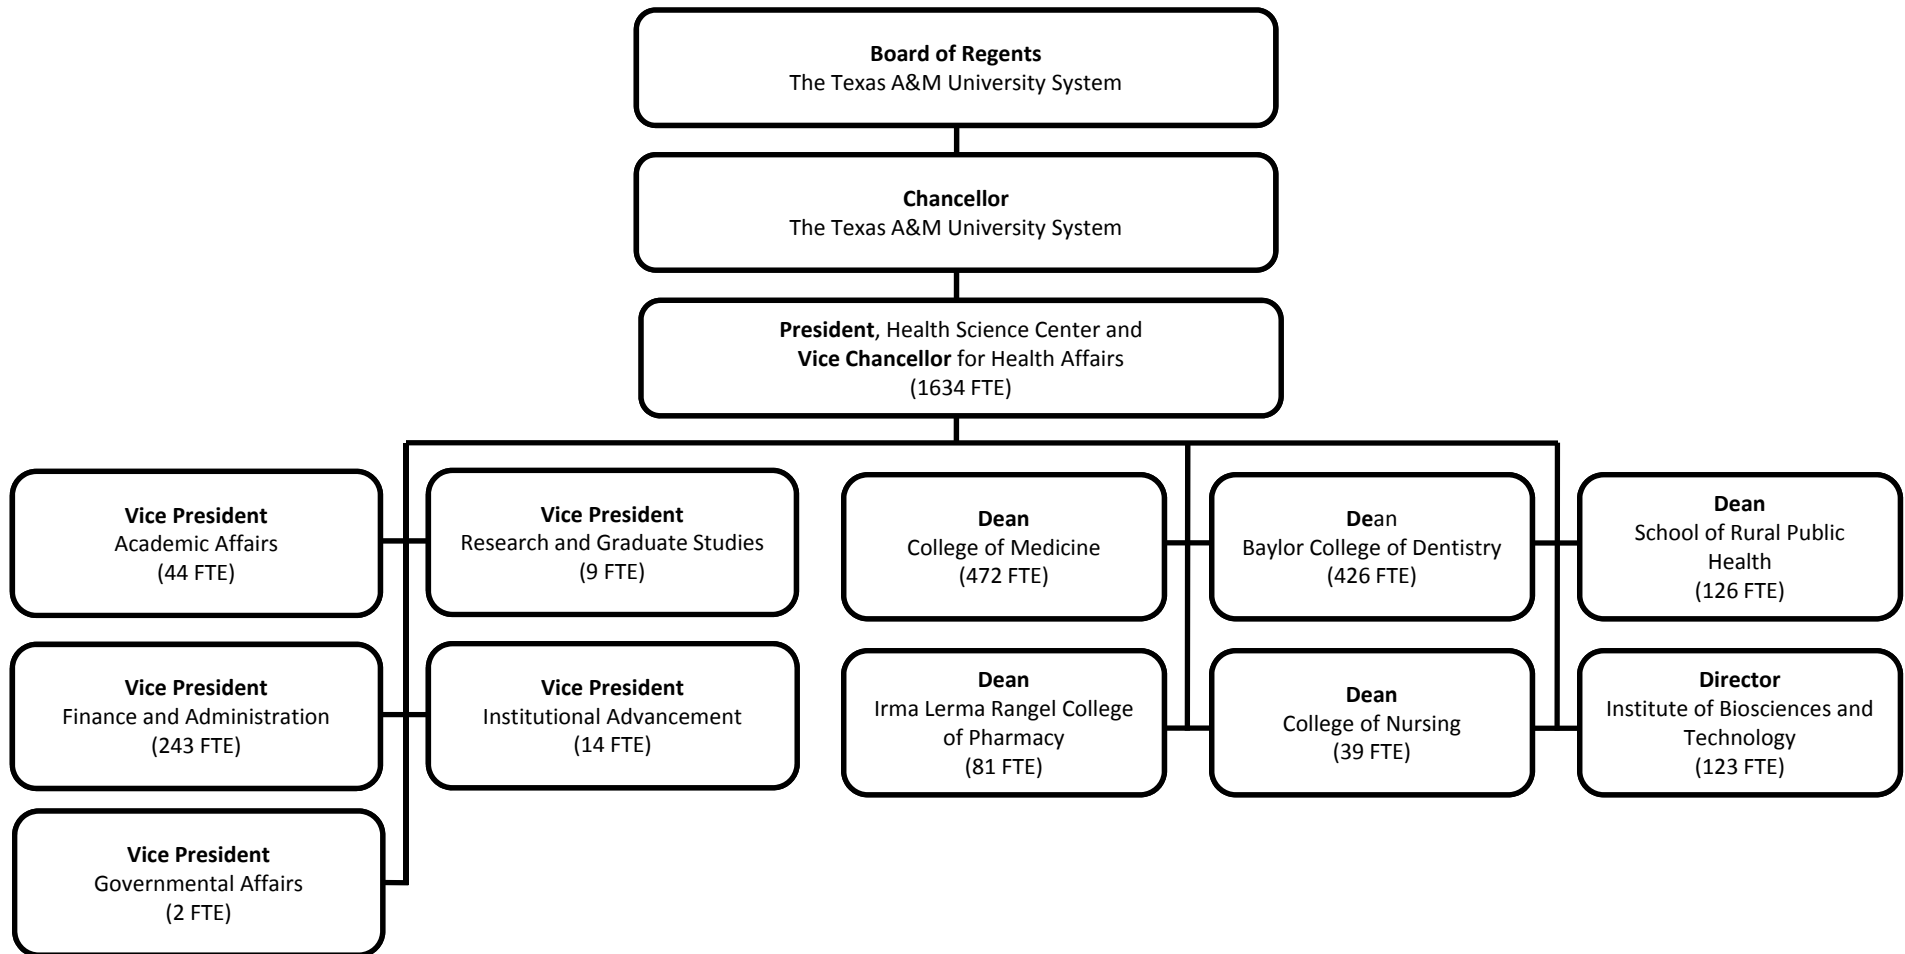 Board of Regents
The Texas A&M University System
Chancellor
The Texas A&M University System
President, Health Science Center and
Vice Chancellor for Health Affairs
(1634 FTE)
Vice President
Academic Affairs
(44 FTE)
Vice President
Research and Graduate Studies
(9 FTE)
Dean
College of Medicine
(472 FTE)
Dean
Baylor College of Dentistry
(426 FTE)
Dean
School of Rural Public
Health
(126 FTE)
Vice President
Finance and Administration
(243 FTE)
Vice President
Institutional Advancement
(14 FTE)
Dean
Irma Lerma Rangel College
of Pharmacy
(81 FTE)
Dean
College of Nursing
(39 FTE)
Director
Institute of Biosciences and
Technology
(123 FTE)
Vice President
Governmental Affairs
(2 FTE)